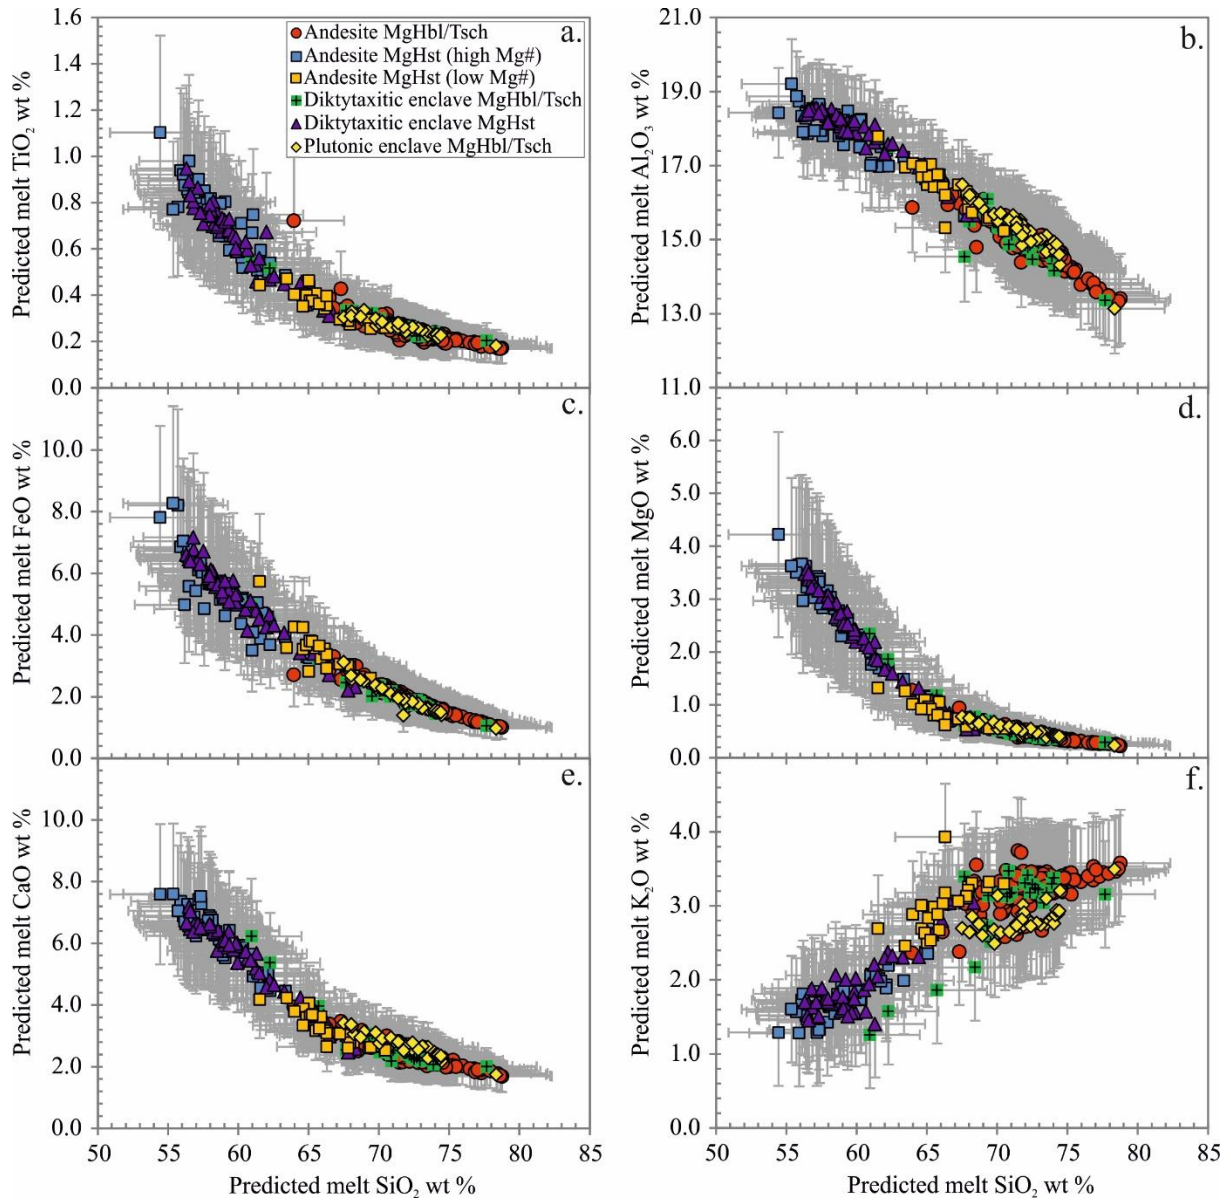 a.
Andesite MgHbl/Tsch
Andesite MgHst (high Mg#)
Andesite MgHst (low Mg#)
Diktytaxitic enclave MgHbl/Tsch
Diktytaxitic enclave MgHst
Plutonic enclave MgHbl/Tsch
Predicted melt TiO₂ wt %
1.6
1.4
1.2
1.0
0.8
0.6
0.4
0.2
0.0
b.
Predicted melt Al₂O₃ wt %
21.0
19.0
17.0
15.0
13.0
11.0
c.
Predicted melt FeO wt %
10.0
8.0
6.0
4.0
2.0
0.0
d.
Predicted melt MgO wt %
6.0
5.0
4.0
3.0
2.0
1.0
0.0
e.
Predicted melt CaO wt %
10.0
8.0
6.0
4.0
2.0
0.0
50 55 60 65 70 75 80 85
Predicted melt SiO₂ wt %
f.
Predicted melt K₂O wt %
4.0
3.0
2.0
1.0
0.0
50 55 60 65 70 75 80 85
Predicted melt SiO₂ wt %